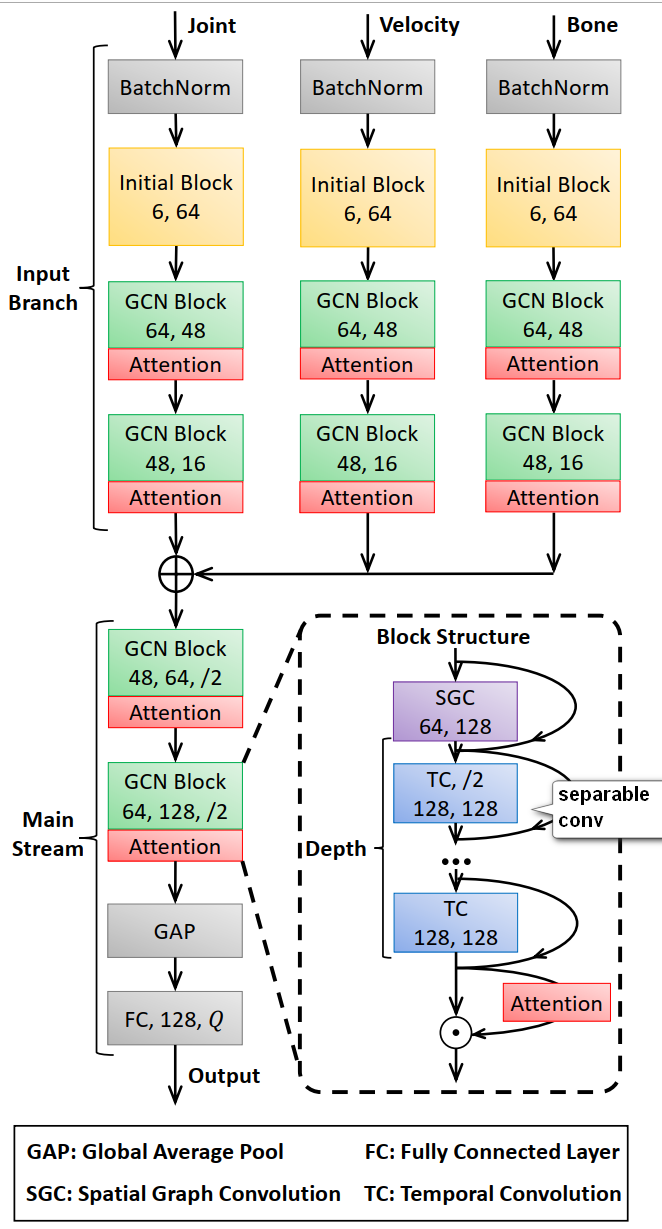 Joint
Velocity
Bone
BatchNorm
BatchNorm
BatchNorm
Initial Block
6, 64
Initial Block
6, 64
Initial Block
6, 64
Input
Branch
GCN Block
64, 48
Attention
GCN Block
64, 48
Attention
GCN Block
64, 48
Attention
GCN Block
48, 16
Attention
GCN Block
48, 16
Attention
GCN Block
48, 16
Attention
Main
Stream
GCN Block
48, 64, /2
Attention
GCN Block
64, 128, /2
Attention
GAP
FC, 128, Q
Output
Block Structure
SGC
64, 128
Depth
TC, /2
128, 128
separable
conv
...
TC
128, 128
Attention
GAP: Global Average Pool
FC: Fully Connected Layer
SGC: Spatial Graph Convolution
TC: Temporal Convolution